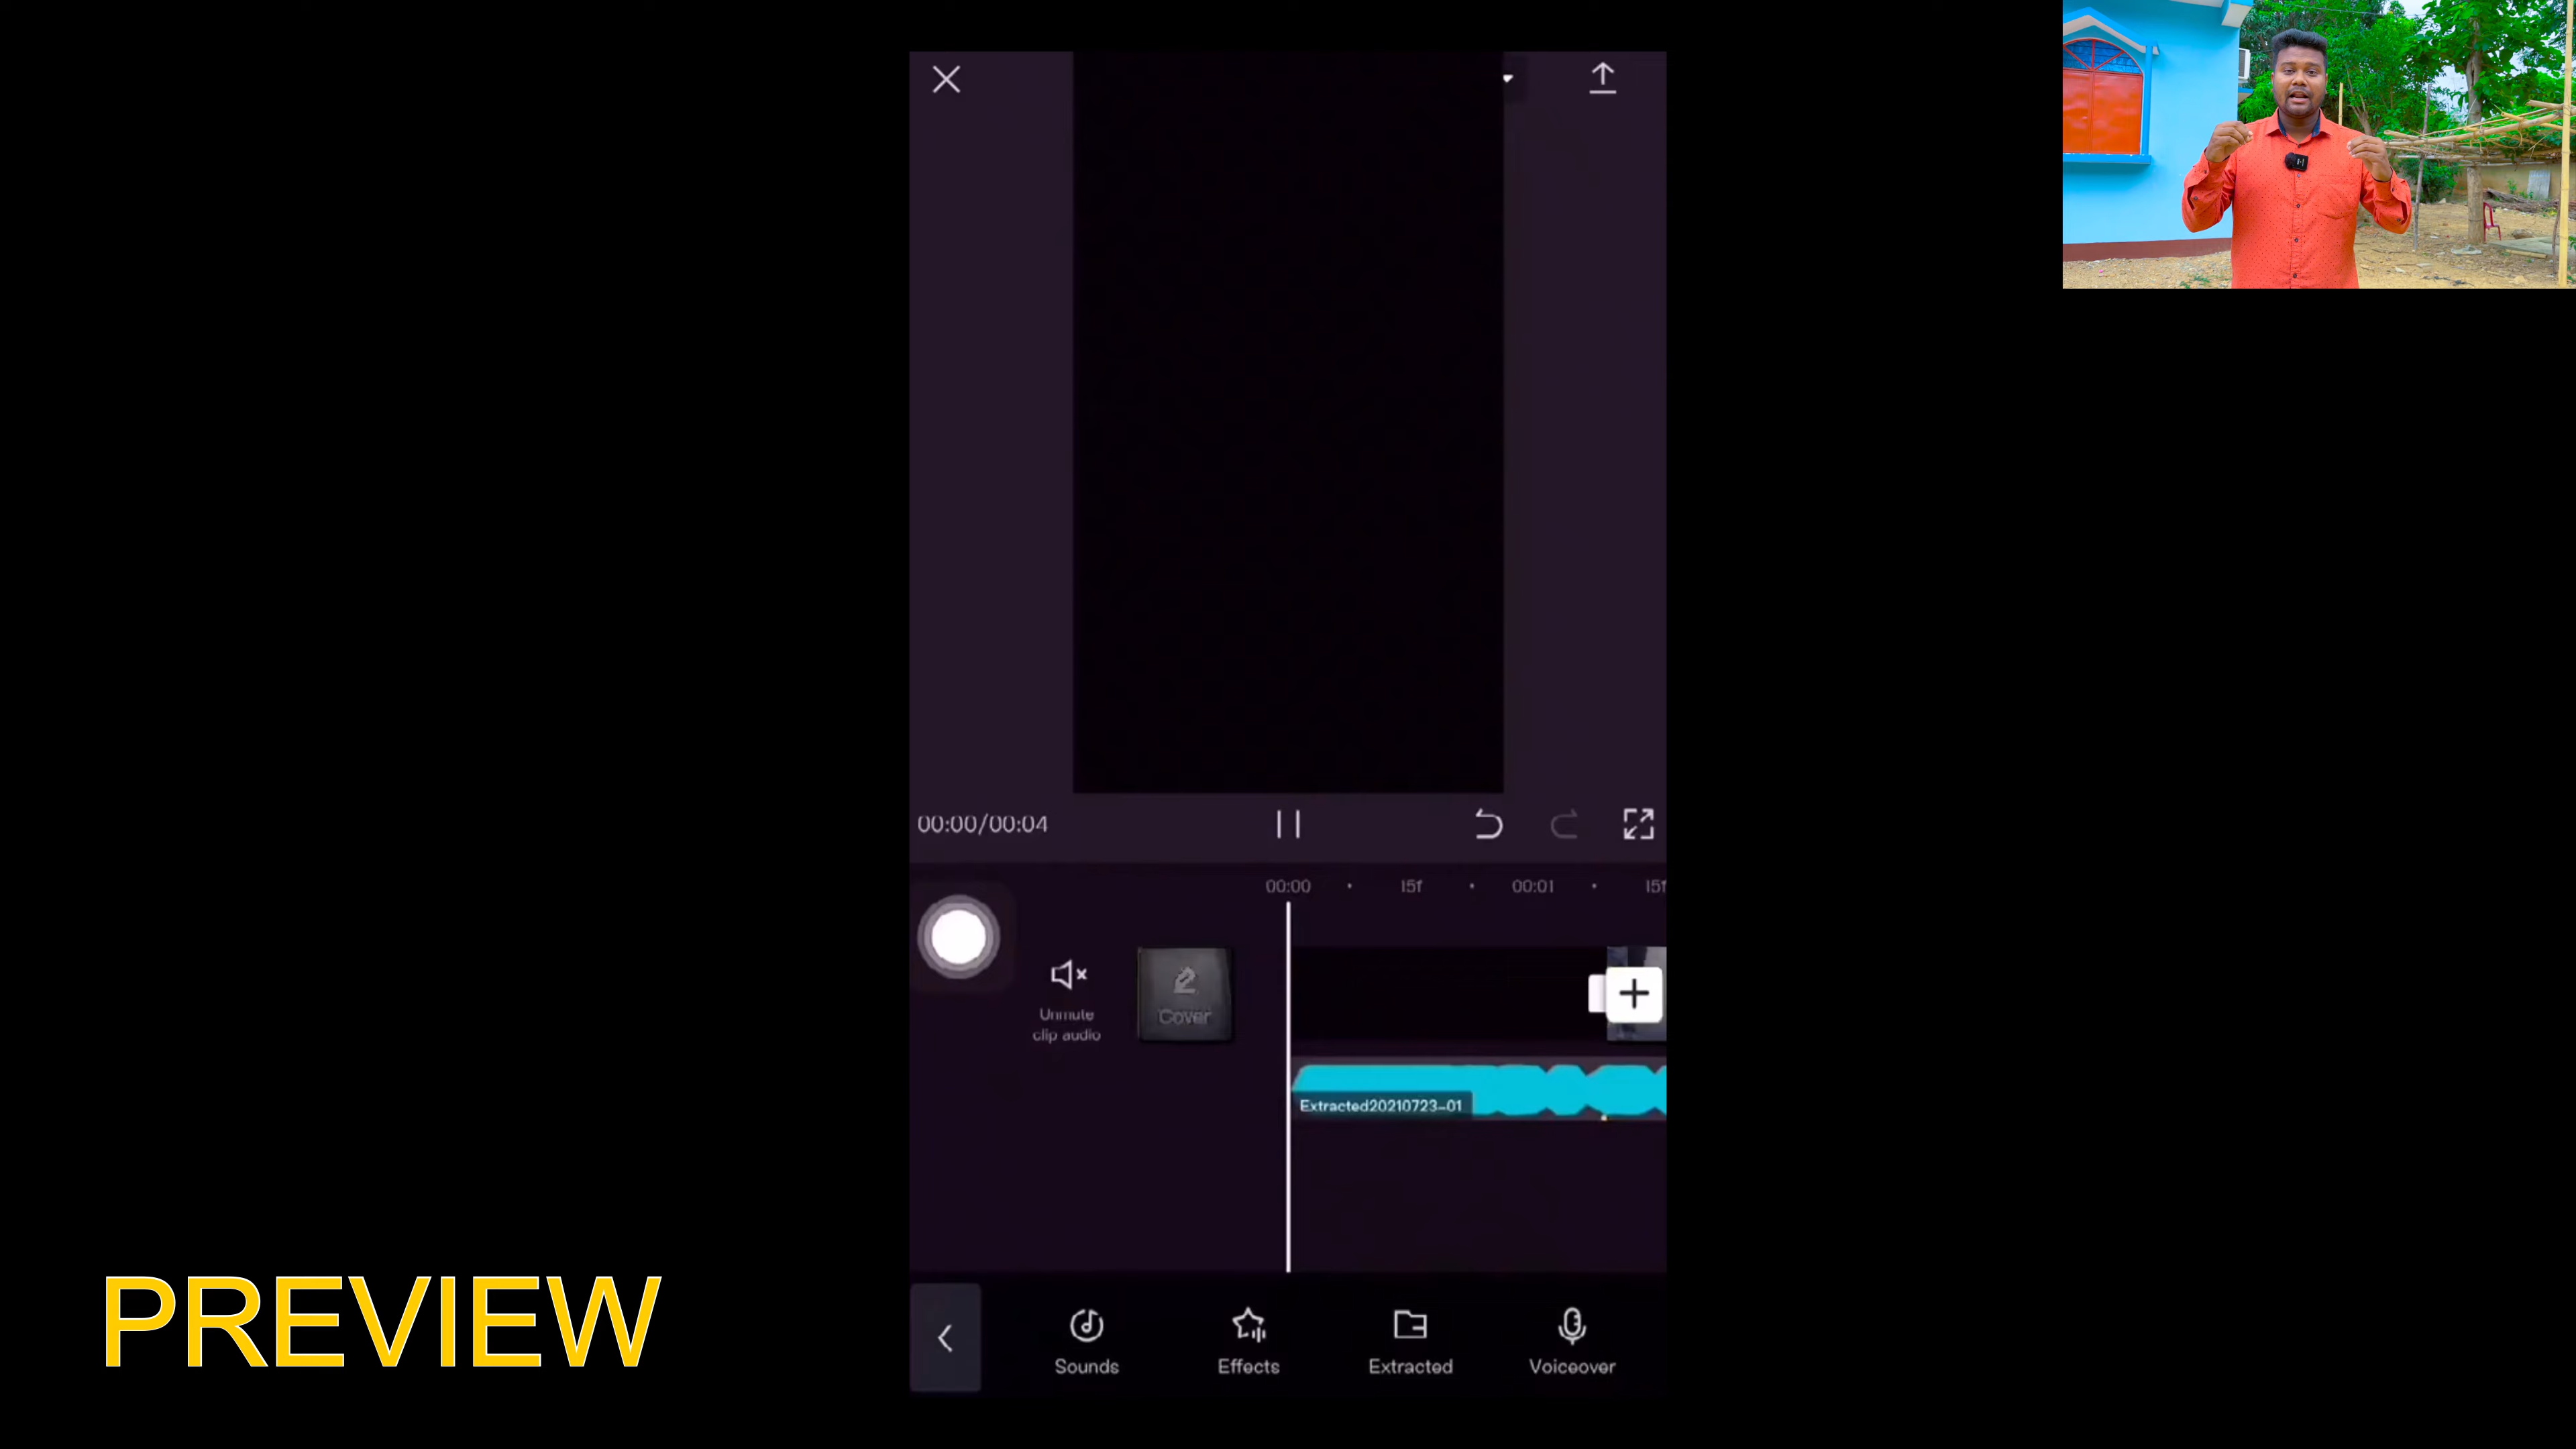 00:00/00:04
00:00 15f 00:01 15f
Unmute
clip audio
Cover
Extracted20210723-01
Sounds Effects Extracted Voiceover
PREVIEW